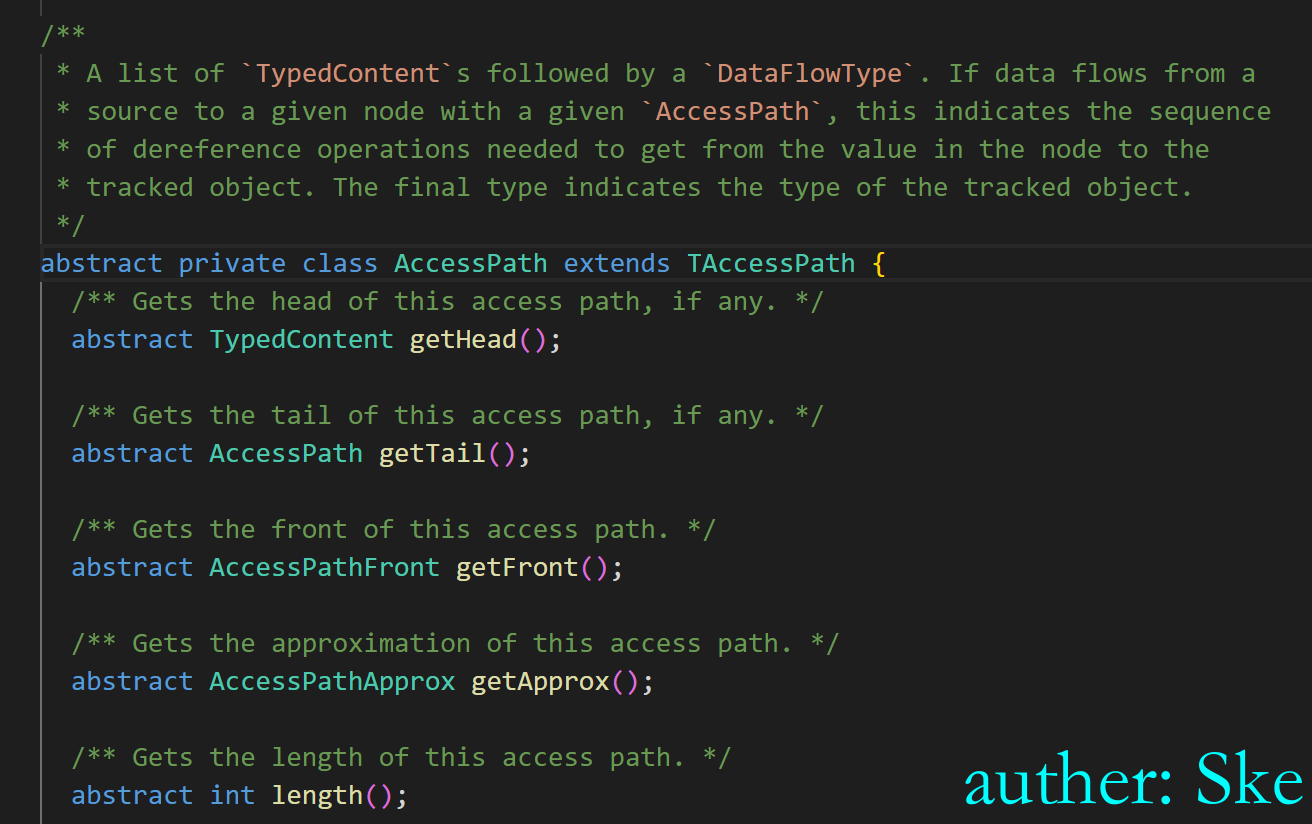 /**
 * A list of `TypedContent`s followed by a `DataFlowType`. If data flows from a
 * source to a given node with a given `AccessPath`, this indicates the sequence
 * of dereference operations needed to get from the value in the node to the
 * tracked object. The final type indicates the type of the tracked object.
 */
abstract private class AccessPath extends TAccessPath {
  /** Gets the head of this access path, if any. */
  abstract TypedContent getHead();
  /** Gets the tail of this access path, if any. */
  abstract AccessPath getTail();
  /** Gets the front of this access path. */
  abstract AccessPathFront getFront();
  /** Gets the approximation of this access path. */
  abstract AccessPathApprox getApprox();
  /** Gets the length of this access path. */
  abstract int length();
auther: Ske